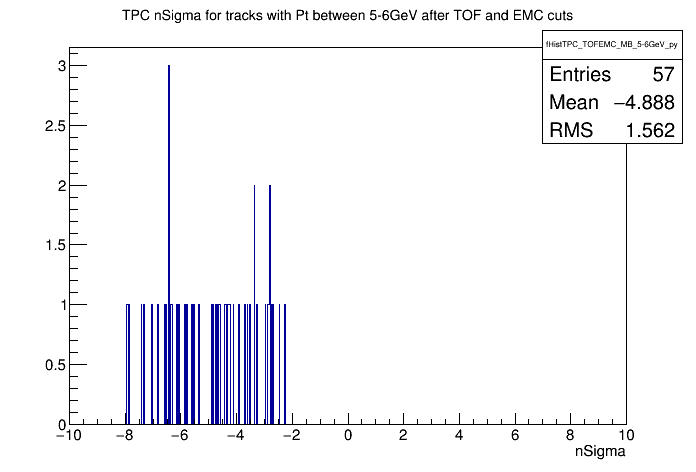 TPC nSigma for tracks with Pt between 5-6GeV after TOF and EMC cuts
fHistTPC_TOFEMC_MB_5-6GeV_py
Entries 57
Mean −4.888
RMS 1.562
3
2.5
2
1.5
1
0.5
0
−10 −8 −6 −4 −2 0 2 4 6 8 10
nSigma